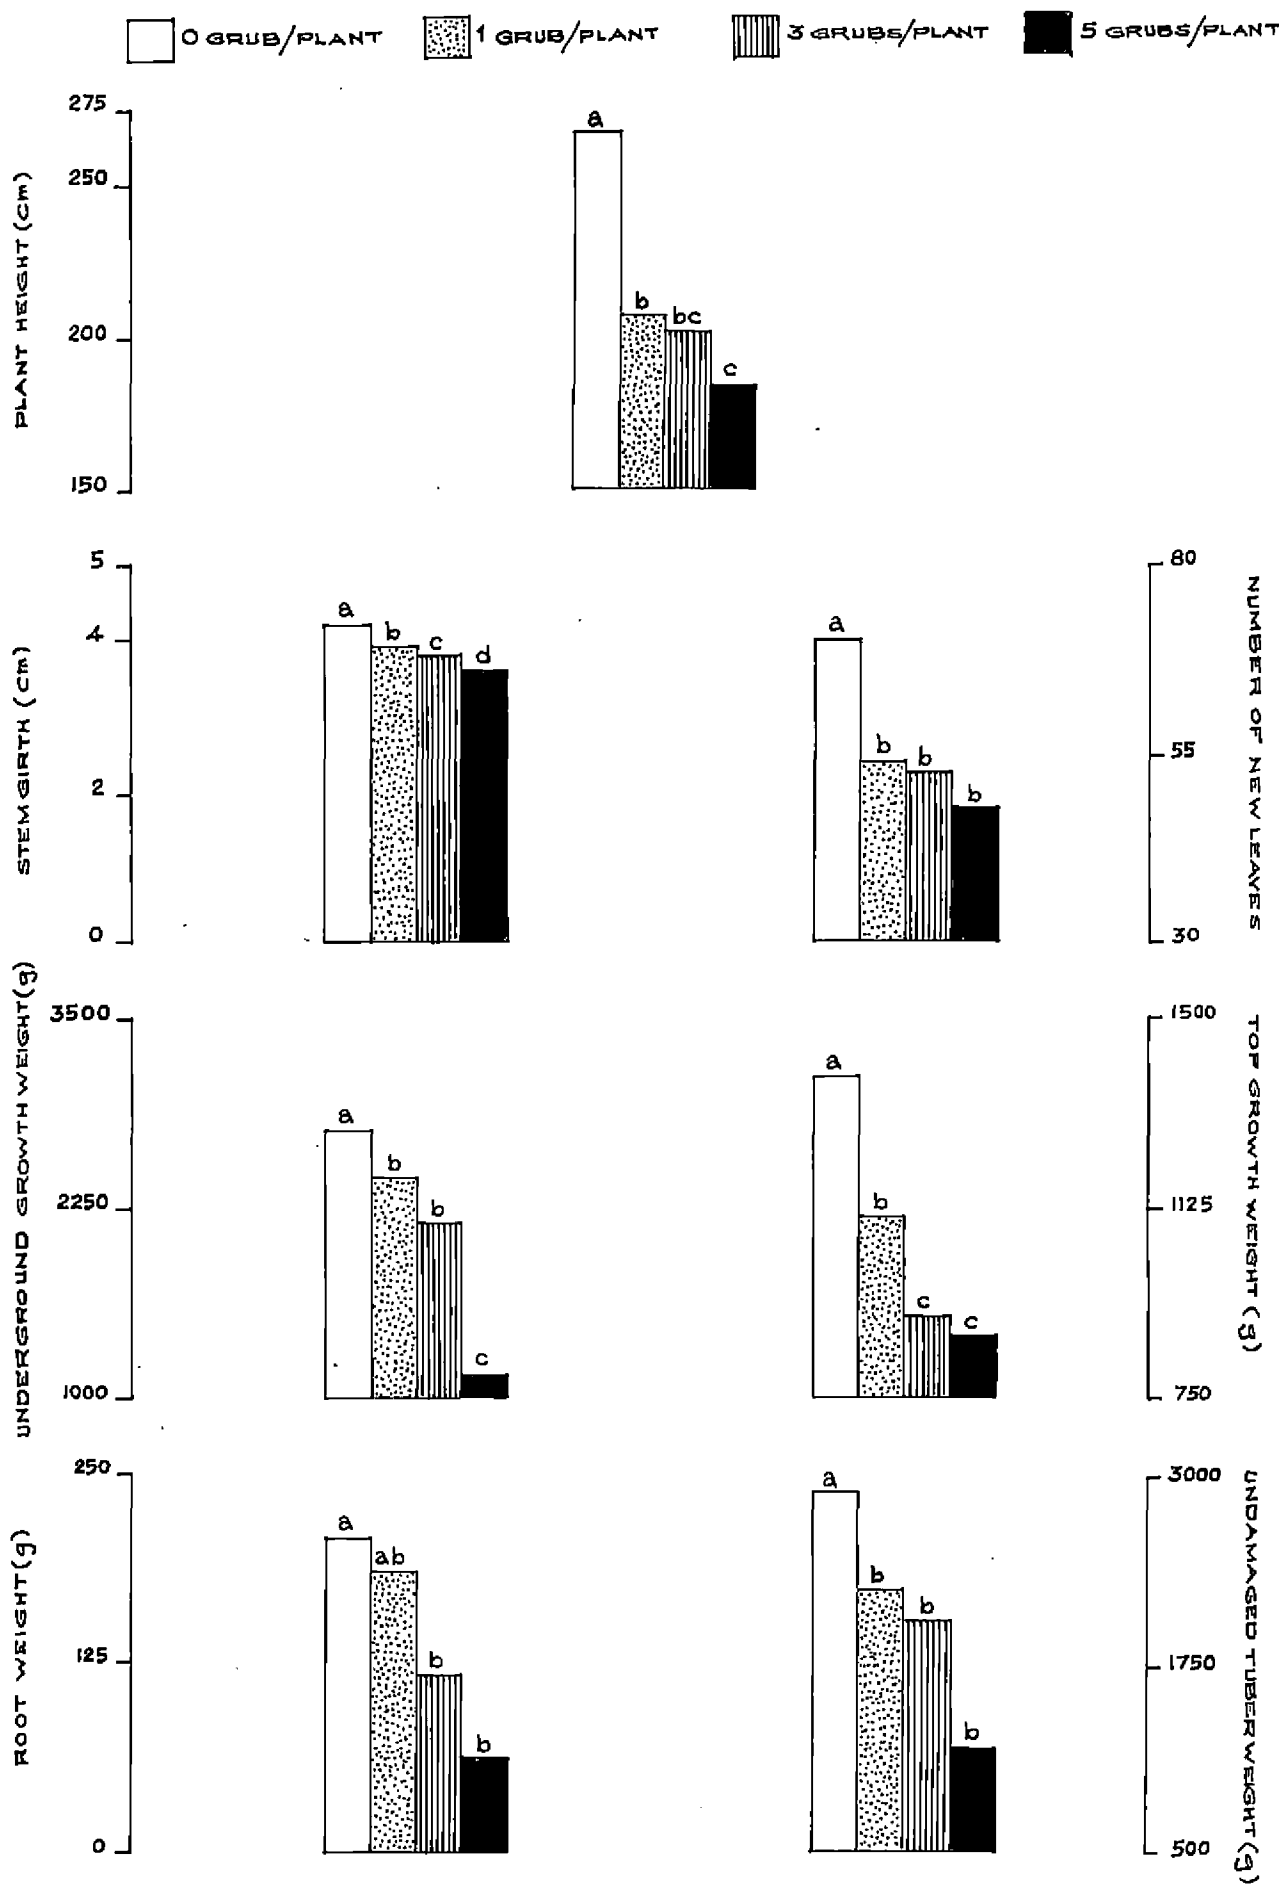 0 GRUB/PLANT 1 GRUB/PLANT 3 GRUBS/PLANT 5 GRUBS/PLANT
PLANT HEIGHT (cm)
275
250
200
150
a
b
bc
c
STEM GIRTH (cm)
5
4
2
0
a
b
c
d
NUMBER OF NEW LEAVES
80
55
30
a
b
b
b
UNDERGROUND GROWTH WEIGHT (g)
3500
2250
1000
a
b
b
c
TOP GROWTH WEIGHT (g)
1500
1125
750
a
b
c
c
ROOT WEIGHT (g)
250
125
0
a
ab
b
b
UNDAMAGED TUBER WEIGHT (g)
3000
1750
500
a
b
b
b